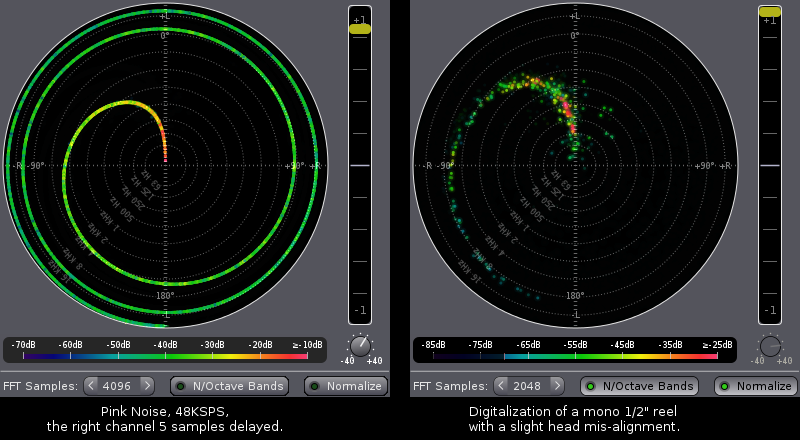 +L
0°
-R -90°
+90° +R
63 Hz
125 Hz
250 Hz
500 Hz
1 KHz
2 KHz
4 KHz
8 KHz
16 KHz
180°
-L
+1
-1
-70dB -60dB -50dB -40dB -30dB -20dB ≥-10dB
-40 +40
FFT Samples: < 4096 > N/Octave Bands Normalize
Pink Noise, 48KSPS,
the right channel 5 samples delayed.
+L
0°
-R -90°
+90° +R
63 Hz
125 Hz
250 Hz
500 Hz
1 KHz
2 KHz
4 KHz
16 KHz
180°
-L
+1
-1
-85dB -75dB -65dB -55dB -45dB -35dB ≥-25dB
-40 +40
FFT Samples: < 2048 > N/Octave Bands Normalize
Digitalization of a mono 1/2" reel
with a slight head mis-alignment.